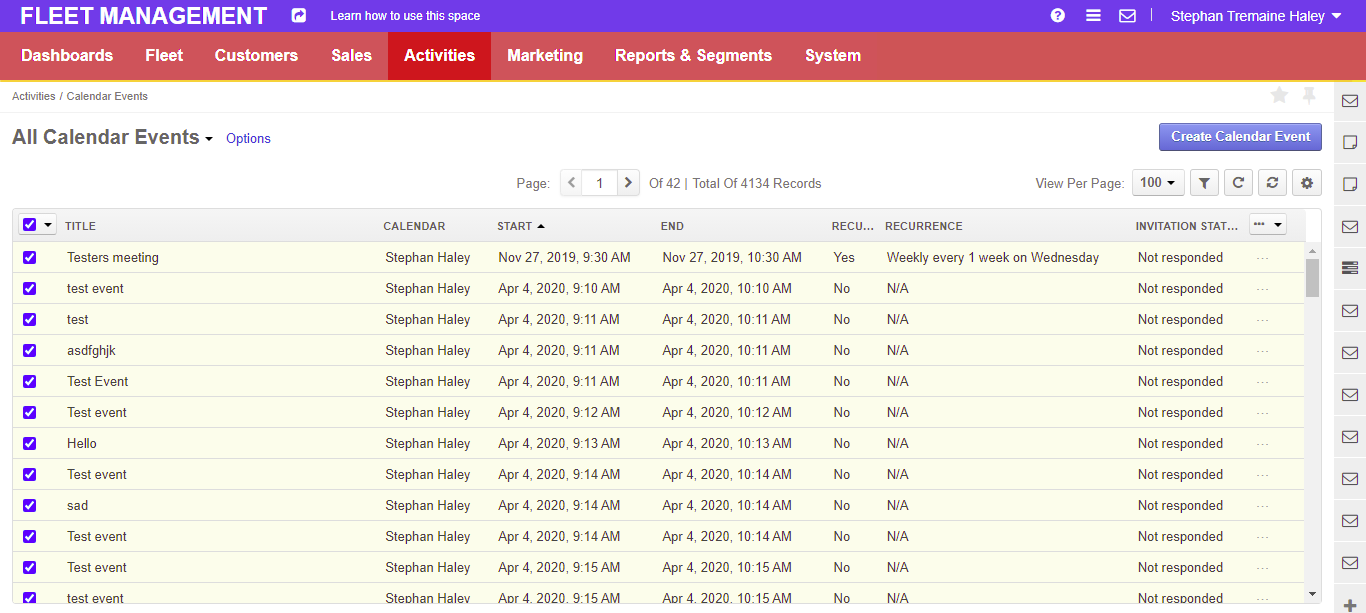 FLEET MANAGEMENT Learn how to use this space Stephan Tremaine Haley
Dashboards Fleet Customers Sales Activities Marketing Reports & Segments System
Activities / Calendar Events
All Calendar Events Options Create Calendar Event
Page: 1 Of 42 | Total Of 4134 Records View Per Page: 100
TITLE CALENDAR START END RECU... RECURRENCE INVITATION STAT...
Testers meeting Stephan Haley Nov 27, 2019, 9:30 AM Nov 27, 2019, 10:30 AM Yes Weekly every 1 week on Wednesday Not responded ...
test event Stephan Haley Apr 4, 2020, 9:10 AM Apr 4, 2020, 10:10 AM No N/A Not responded ...
test Stephan Haley Apr 4, 2020, 9:11 AM Apr 4, 2020, 10:11 AM No N/A Not responded ...
asdfghjk Stephan Haley Apr 4, 2020, 9:11 AM Apr 4, 2020, 10:11 AM No N/A Not responded ...
Test Event Stephan Haley Apr 4, 2020, 9:11 AM Apr 4, 2020, 10:11 AM No N/A Not responded ...
Test event Stephan Haley Apr 4, 2020, 9:12 AM Apr 4, 2020, 10:12 AM No N/A Not responded ...
Hello Stephan Haley Apr 4, 2020, 9:13 AM Apr 4, 2020, 10:13 AM No N/A Not responded ...
Test event Stephan Haley Apr 4, 2020, 9:14 AM Apr 4, 2020, 10:14 AM No N/A Not responded ...
sad Stephan Haley Apr 4, 2020, 9:14 AM Apr 4, 2020, 10:14 AM No N/A Not responded ...
Test event Stephan Haley Apr 4, 2020, 9:14 AM Apr 4, 2020, 10:14 AM No N/A Not responded ...
Test event Stephan Haley Apr 4, 2020, 9:15 AM Apr 4, 2020, 10:15 AM No N/A Not responded ...
test event Stephan Haley Apr 4, 2020, 9:15 AM Apr 4, 2020, 10:15 AM No N/A Not responded ...